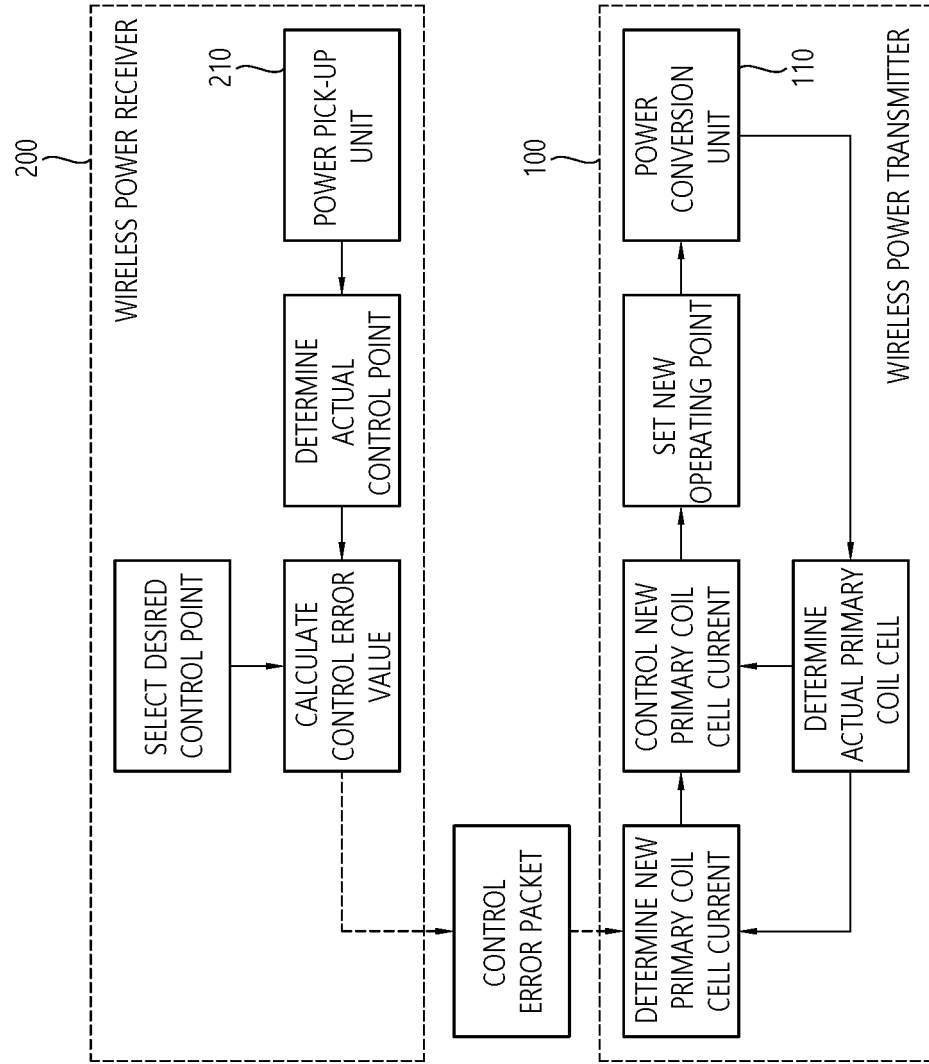 200
WIRELESS POWER RECEIVER
SELECT DESIRED
CONTROL POINT
CALCULATE
CONTROL ERROR
VALUE
DETERMINE
ACTUAL
CONTROL POINT
POWER PICK-UP
UNIT
210
CONTROL
ERROR PACKET
100
DETERMINE NEW
PRIMARY COIL
CELL CURRENT
CONTROL NEW
PRIMARY COIL
CELL CURRENT
SET NEW
OPERATING POINT
POWER
CONVERSION
UNIT
110
DETERMINE
ACTUAL PRIMARY
COIL CELL
WIRELESS POWER TRANSMITTER